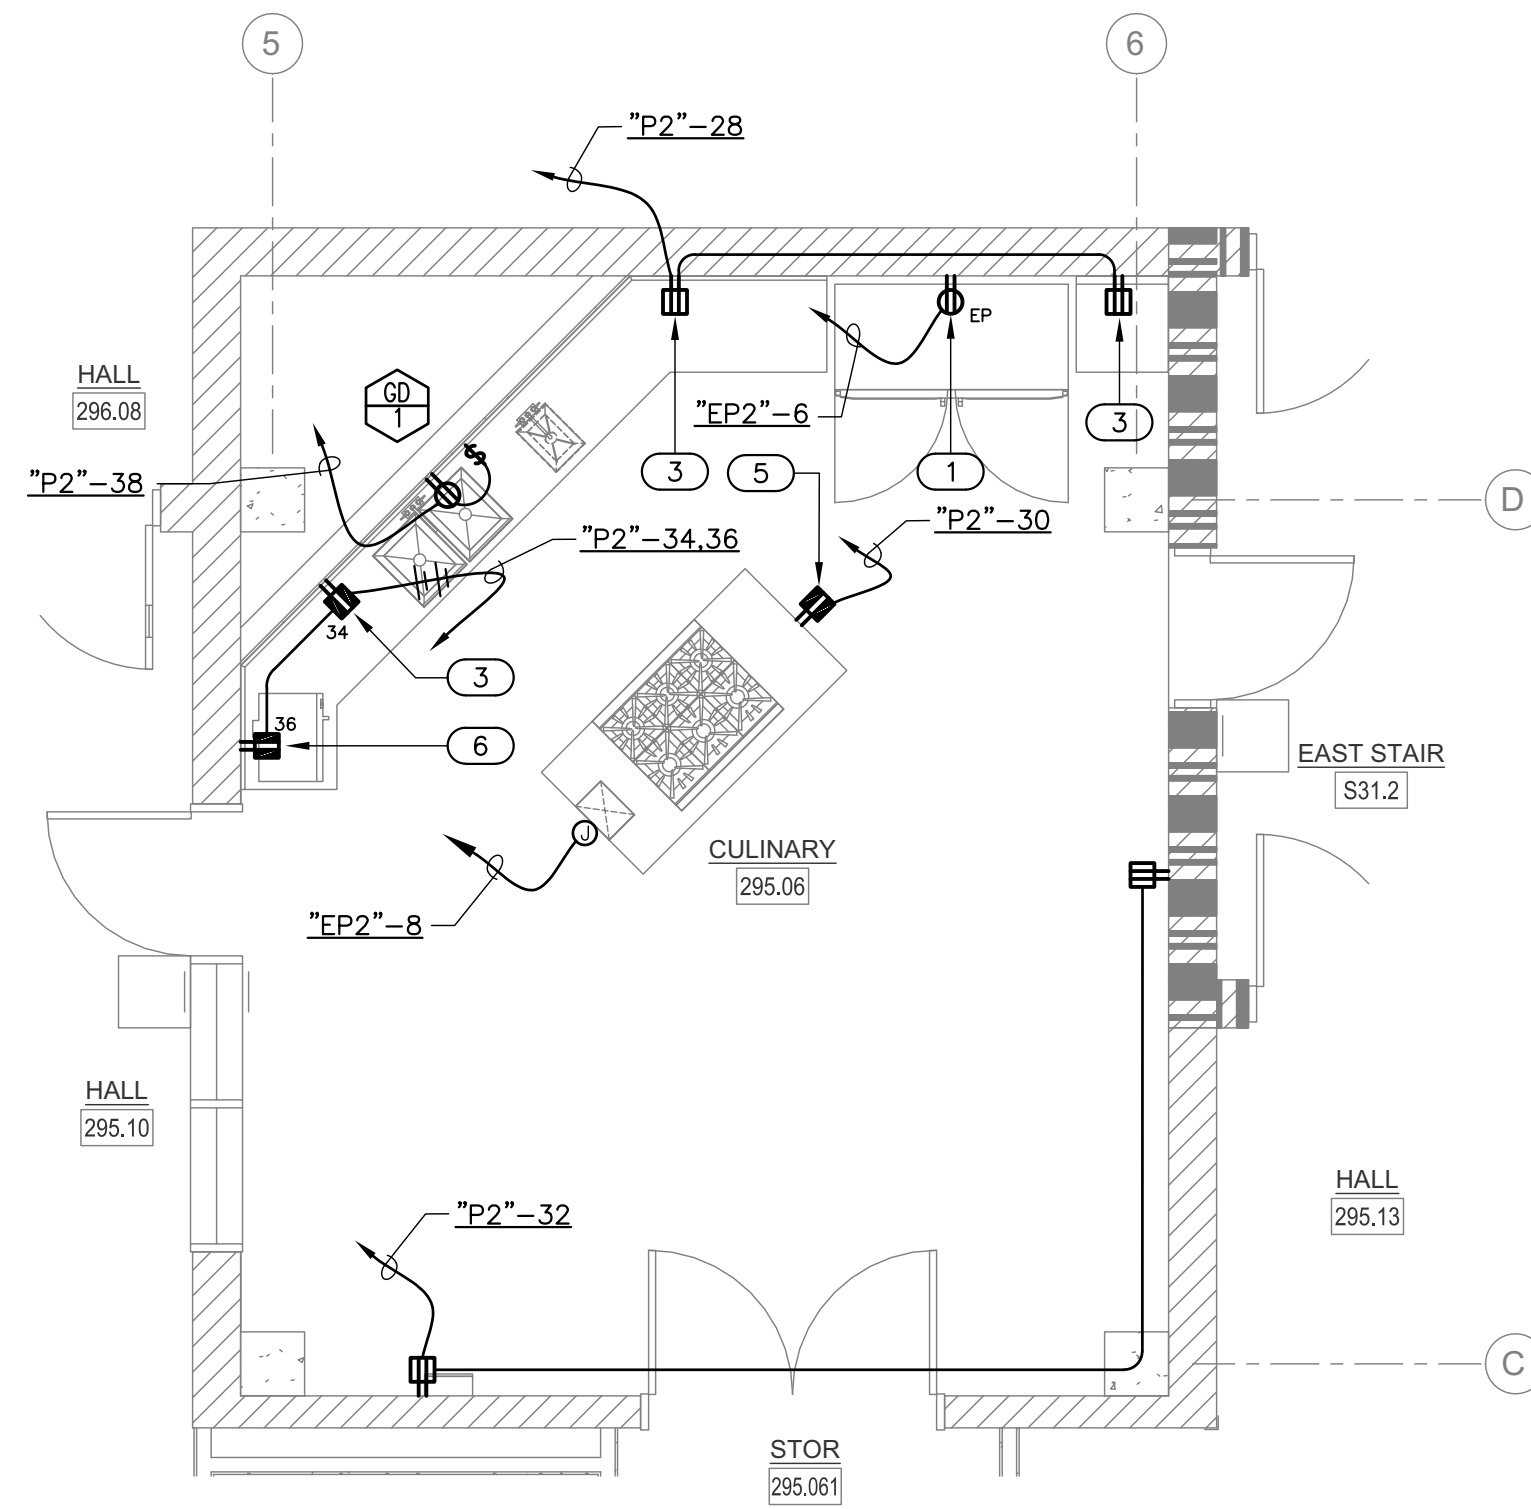 5
6
"P2"-28
EP
HALL
296.08
GD
1
"EP2"-6
3
"P2"-38
$
3
5
1
D
"P2"-30
"P2"-34,36
34
3
36
6
EAST STAIR
S31.2
J
CULINARY
295.06
"EP2"-8
HALL
295.10
HALL
295.13
"P2"-32
C
STOR
295.061